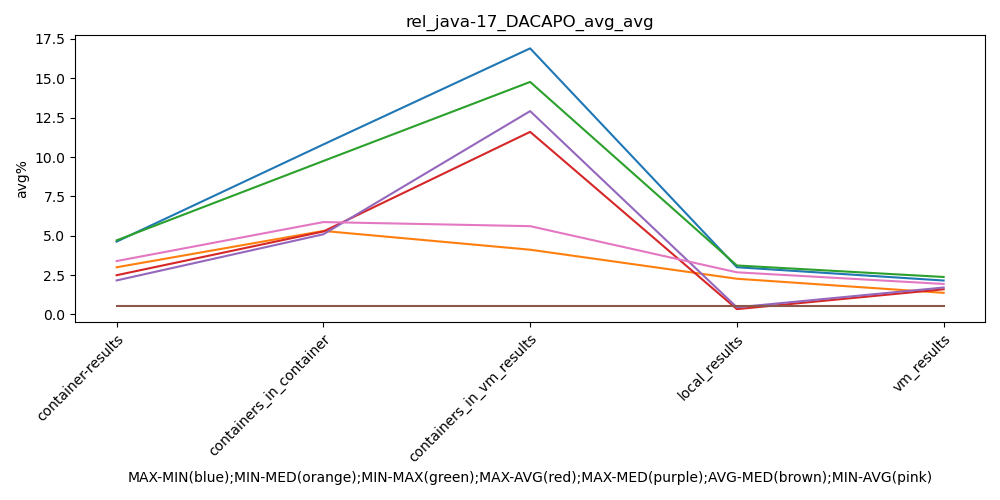 rel_java-17_DACAPO_avg_avg
avg%
17.5
15.0
12.5
10.0
7.5
5.0
2.5
0.0
container-results
containers_in_container
containers_in_vm_results
local_results
vm_results
MAX-MIN(blue);MIN-MED(orange);MIN-MAX(green);MAX-AVG(red);MAX-MED(purple);AVG-MED(brown);MIN-AVG(pink)